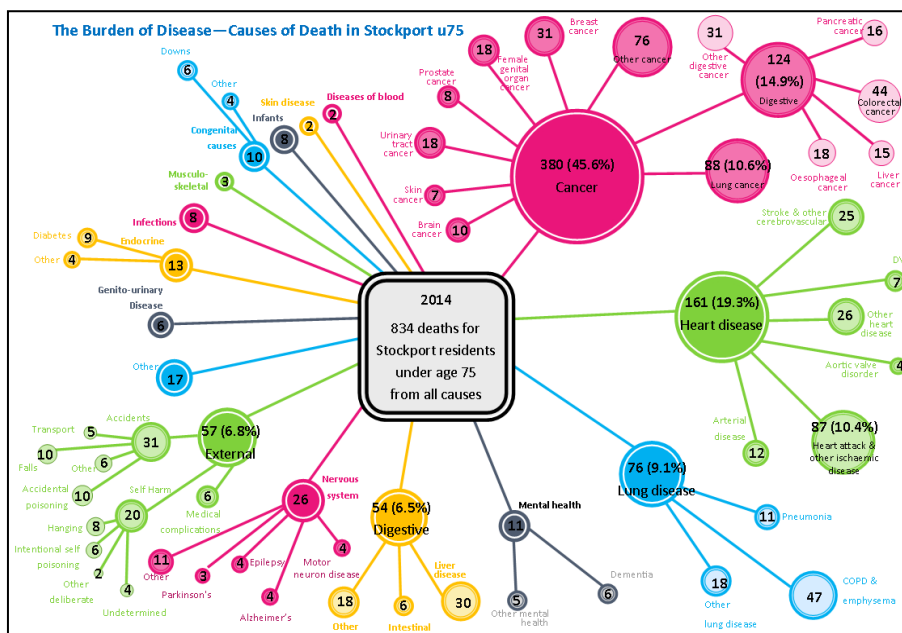 The Burden of Disease—Causes of Death in Stockport u75
2014
834 deaths for
Stockport residents
under age 75
from all causes
Diseases of blood
2
Skin disease
2
Infants
8
Downs
6
Other
4
Congenital
causes
10
Musculo-
skeletal
3
Infections
8
Diabetes
9
Other
4
Endocrine
13
Genito-urinary
Disease
6
Other
17
57 (6.8%)
External
Accidents
31
Transport
5
Falls
10
Other
6
Accidental
poisoning
10
Self Harm
20
Hanging
8
Intentional self
poisoning
6
Other
deliberate
2
Undetermined
4
Medical complications
6
Nervous
system
26
Other
11
Parkinson's
3
Epilepsy
4
Alzheimer's
4
Motor
neuron disease
4
54 (6.5%)
Digestive
Other
18
Intestinal
6
Liver
disease
30
Mental health
11
Other mental
health
5
Dementia
6
76 (9.1%)
Lung disease
Pneumonia
11
Other
lung disease
18
COPD &
emphysema
47
161 (19.3%)
Heart disease
Stroke & other
cerebrovascular
25
7
Other
heart
disease
26
Aortic valve
disorder
4
87 (10.4%)
Heart attack &
other ischaemic
disease
Arterial
disease
12
380 (45.6%)
Cancer
Brain
cancer
10
Skin
cancer
7
Urinary
tract
cancer
18
Prostate
cancer
8
Female
genital
organ
cancer
18
Breast
cancer
31
76
Other cancer
124
(14.9%)
Digestive
31
Other
digestive
cancer
Pancreatic
cancer
16
44
Colorectal
cancer
Liver
cancer
15
Oesophageal
cancer
18
88 (10.6%)
Lung cancer